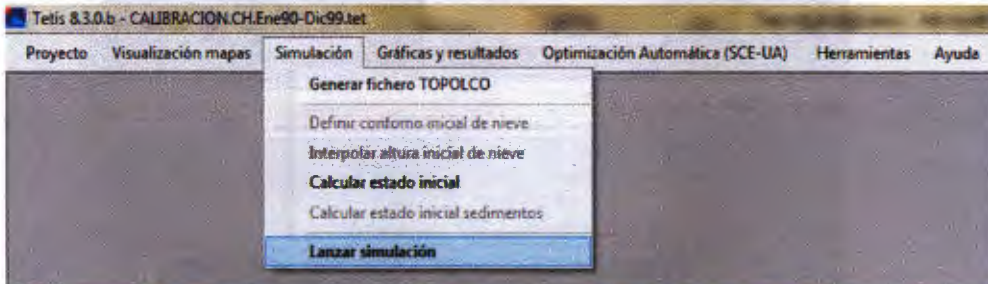 Tetis 8.3.0.b - CALIBRACION.CH.Ene90-Dic99.tet
Proyecto Visualización mapas Simulación Gráficas y resultados Optimización Automática (SCE-UA) Herramientas Ayuda
Generar fichero TOPOLCO
Definir contorno inicial de nieve
Interpolar altura inicial de nieve
Calcular estado inicial
Calcular estado inicial sedimentos
Lanzar simulación